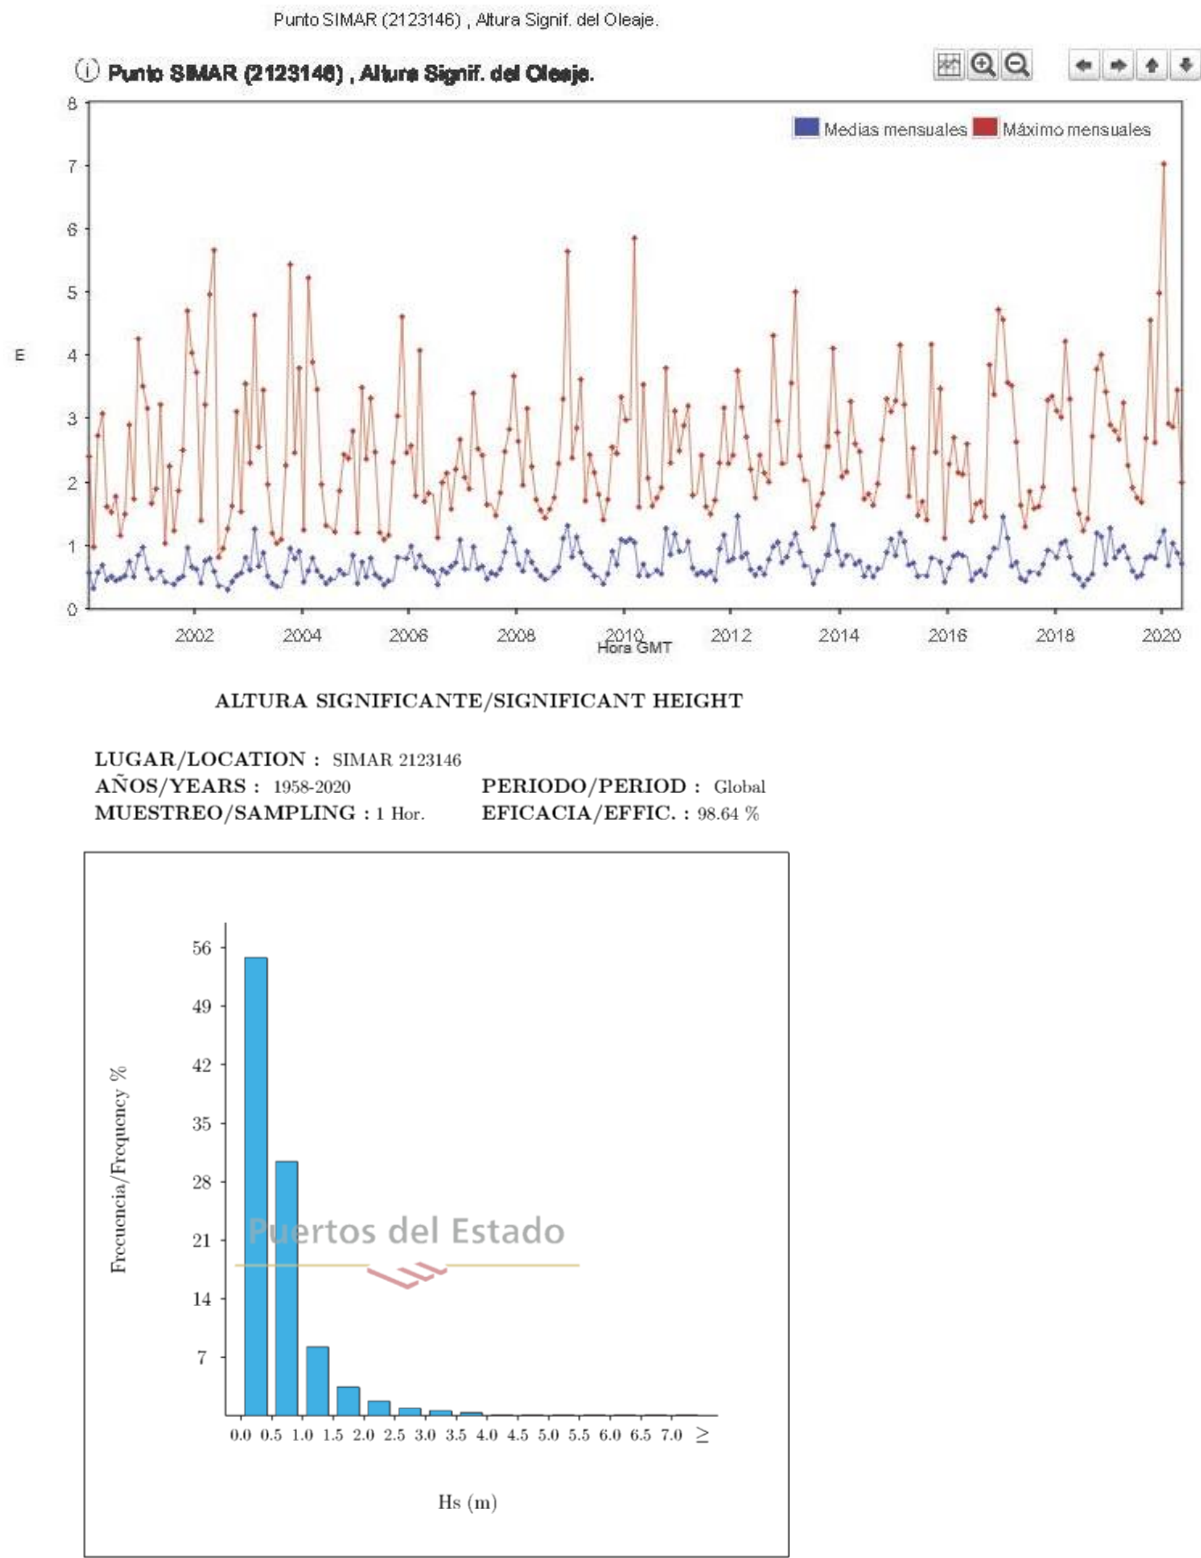 Punto SIMAR (2123146) , Altura Signif. del Oleaje.
Punto SIMAR (2123146) , Altura Signif. del Oleaje.
8
Medias mensuales Máximo mensuales
7
6
5
4
m
3
2
1
0
2002 2004 2006 2008 2010 2012 2014 2016 2018 2020
Hora GMT
ALTURA SIGNIFICANTE/SIGNIFICANT HEIGHT
LUGAR/LOCATION : SIMAR 2123146
AÑOS/YEARS : 1958-2020 PERIODO/PERIOD : Global
MUESTREO/SAMPLING : 1 Hor. EFICACIA/EFFIC. : 98.64 %
56
49
42
35
Frecuencia/Frequency %
28
21
Puertos del Estado
14
7
0.0 0.5 1.0 1.5 2.0 2.5 3.0 3.5 4.0 4.5 5.0 5.5 6.0 6.5 7.0 ≥
Hs (m)